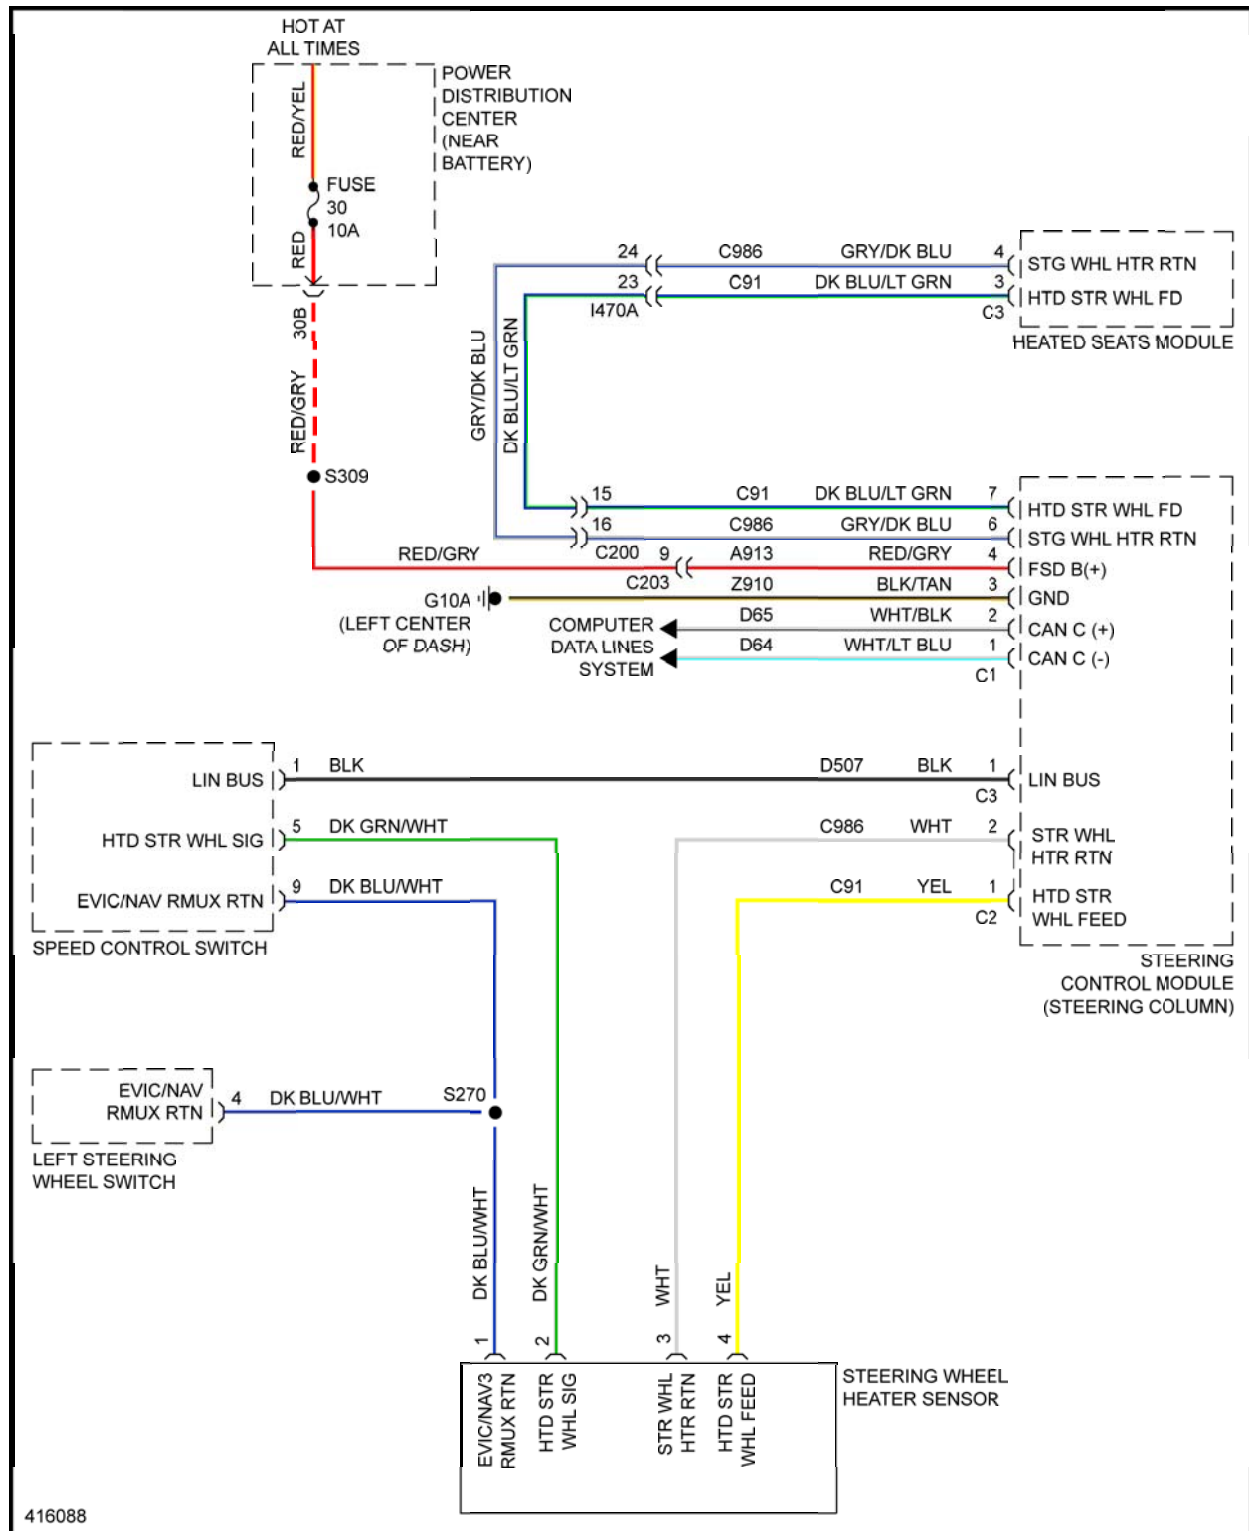 HOT AT
ALL TIMES
RED/YEL
POWER
DISTRIBUTION
CENTER
(NEAR
BATTERY)
FUSE
30
10A
RED
30B
RED/GRY
S309
24 C986 GRY/DK BLU 4
STG WHL HTR RTN
23 C91 DK BLU/LT GRN 3
HTD STR WHL FD
I470A
C3
HEATED SEATS MODULE
GRY/DK BLU
DK BLU/LT GRN
15 C91 DK BLU/LT GRN 7
HTD STR WHL FD
16 C986 GRY/DK BLU 6
STG WHL HTR RTN
RED/GRY
C200 9 A913 RED/GRY 4
FSD B(+)
C203 Z910 BLK/TAN 3
GND
G10A
(LEFT CENTER
OF DASH)
D65 WHT/BLK 2
CAN C (+)
COMPUTER
DATA LINES
SYSTEM
D64 WHT/LT BLU 1
CAN C (-)
C1
LIN BUS
1 BLK
D507 BLK 1
LIN BUS
C3
HTD STR WHL SIG
5 DK GRN/WHT
C986 WHT 2
STR WHL
HTR RTN
EVIC/NAV RMUX RTN
9 DK BLU/WHT
C91 YEL 1
HTD STR
WHL FEED
C2
SPEED CONTROL SWITCH
STEERING
CONTROL MODULE
(STEERING COLUMN)
EVIC/NAV
RMUX RTN
4 DK BLU/WHT
S270
LEFT STEERING
WHEEL SWITCH
DK BLU/WHT
DK GRN/WHT
WHT
YEL
1
2
3
4
EVIC/NAV3
RMUX RTN
HTD STR
WHL SIG
STR WHL
HTR RTN
HTD STR
WHL FEED
STEERING WHEEL
HEATER SENSOR
416088